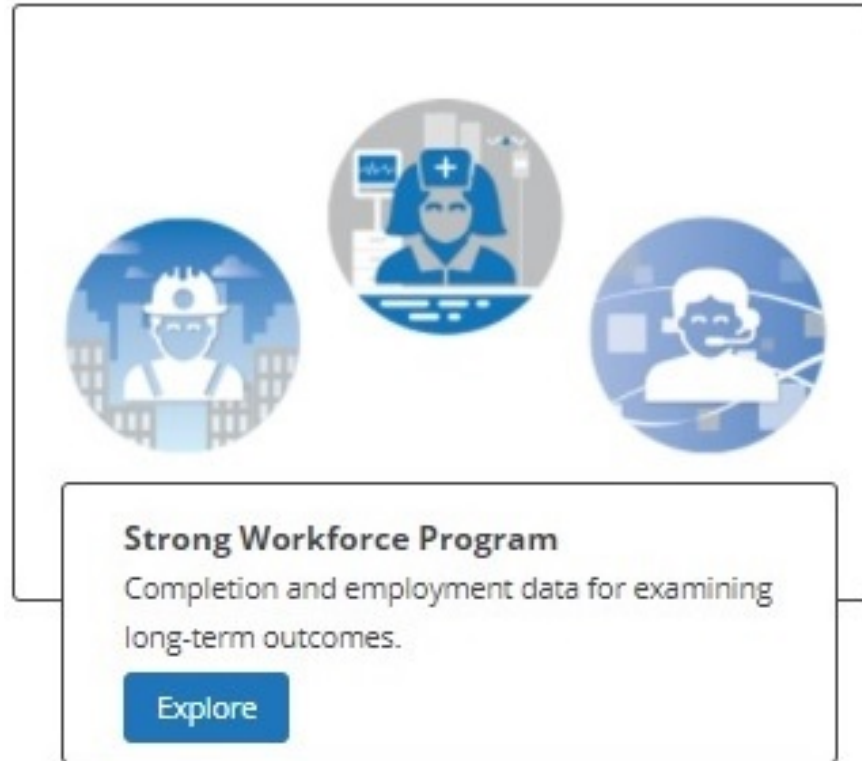 Strong Workforce Program
Completion and employment data for examining
long-term outcomes.
Explore